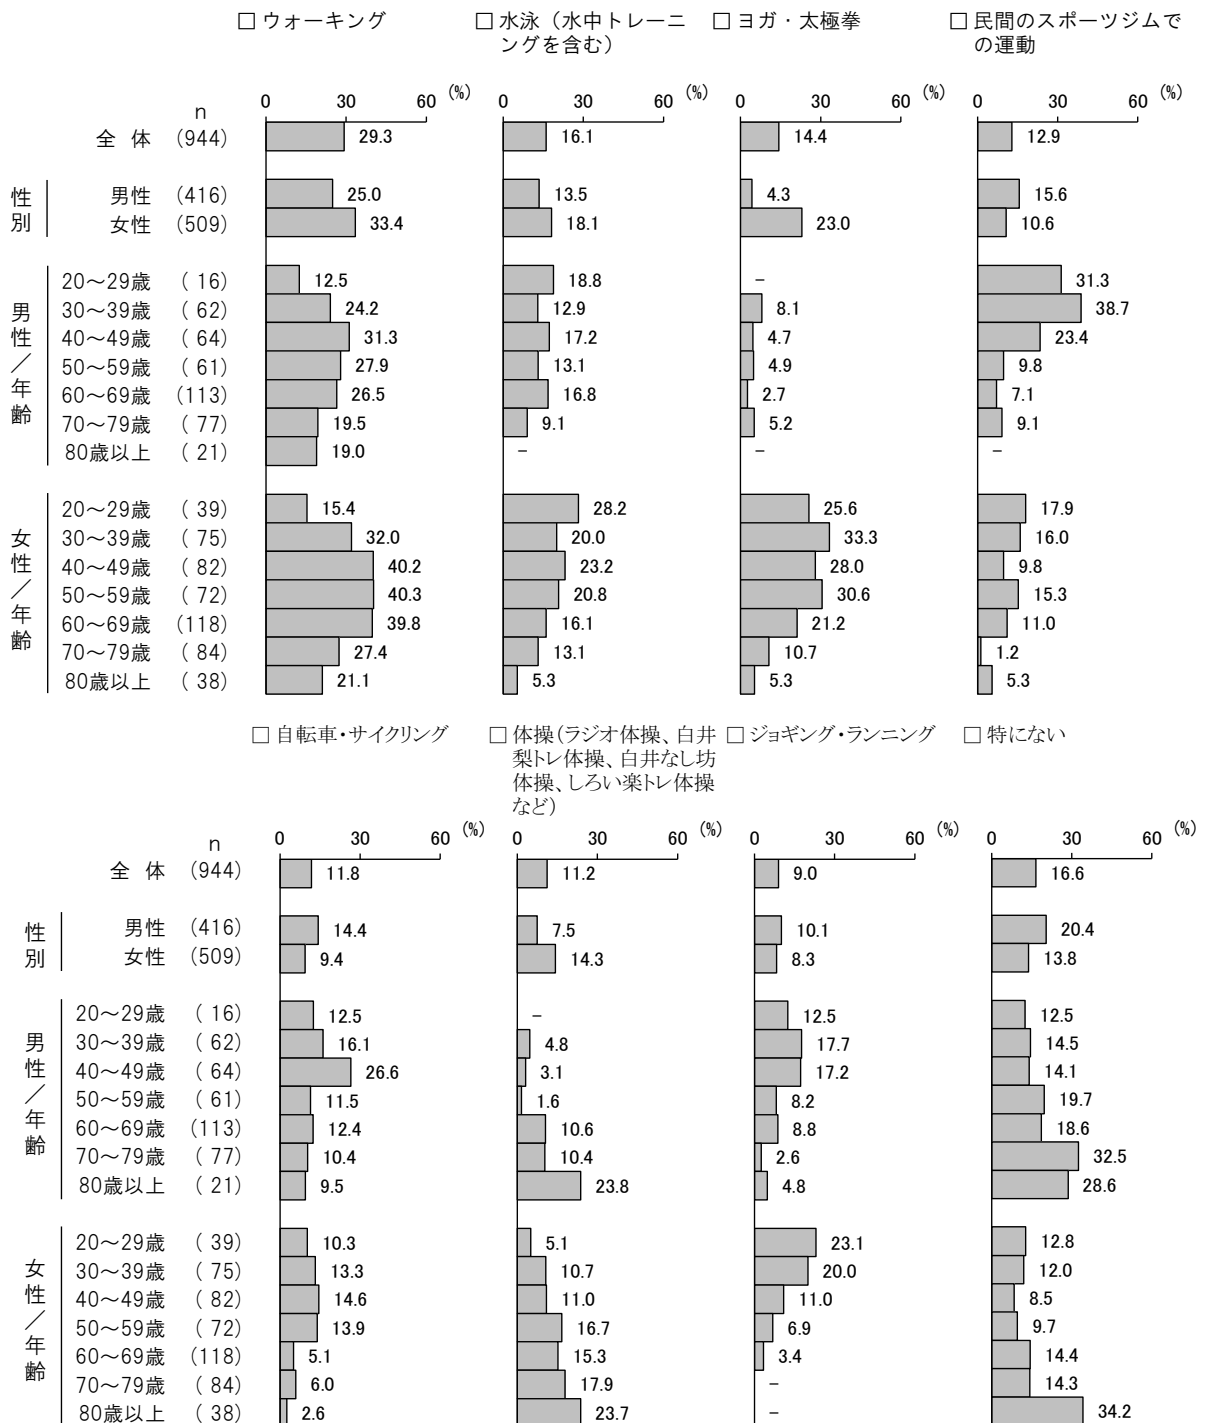 □ ウォーキング □ 水泳（水中トレーニ □ ヨガ・太極拳 □ 民間のスポーツジムで
ングを含む） の運動
0 30 60 (%) 0 30 60 (%) 0 30 60 (%) 0 30 60 (%)
n
全 体 (944) 29.3 16.1 14.4 12.9
性別
男性 (416) 25.0 13.5 4.3 15.6
女性 (509) 33.4 18.1 23.0 10.6
男性／年齢
20～29歳 ( 16) 12.5 18.8 － 31.3
30～39歳 ( 62) 24.2 12.9 8.1 38.7
40～49歳 ( 64) 31.3 17.2 4.7 23.4
50～59歳 ( 61) 27.9 13.1 4.9 9.8
60～69歳 (113) 26.5 16.8 2.7 7.1
70～79歳 ( 77) 19.5 9.1 5.2 9.1
80歳以上 ( 21) 19.0 － － －
女性／年齢
20～29歳 ( 39) 15.4 28.2 25.6 17.9
30～39歳 ( 75) 32.0 20.0 33.3 16.0
40～49歳 ( 82) 40.2 23.2 28.0 9.8
50～59歳 ( 72) 40.3 20.8 30.6 15.3
60～69歳 (118) 39.8 16.1 21.2 11.0
70～79歳 ( 84) 27.4 13.1 10.7 1.2
80歳以上 ( 38) 21.1 5.3 5.3 5.3
□ 自転車・サイクリング □ 体操（ラジオ体操、白井 □ ジョギング・ランニング □ 特にない
梨トレ体操、白井なし坊
体操、しろい楽トレ体操
など）
0 30 60 (%) 0 30 60 (%) 0 30 60 (%) 0 30 60 (%)
n
全 体 (944) 11.8 11.2 9.0 16.6
性別
男性 (416) 14.4 7.5 10.1 20.4
女性 (509) 9.4 14.3 8.3 13.8
男性／年齢
20～29歳 ( 16) 12.5 － 12.5 12.5
30～39歳 ( 62) 16.1 4.8 17.7 14.5
40～49歳 ( 64) 26.6 3.1 17.2 14.1
50～59歳 ( 61) 11.5 1.6 8.2 19.7
60～69歳 (113) 12.4 10.6 8.8 18.6
70～79歳 ( 77) 10.4 10.4 2.6 32.5
80歳以上 ( 21) 9.5 23.8 4.8 28.6
女性／年齢
20～29歳 ( 39) 10.3 5.1 23.1 12.8
30～39歳 ( 75) 13.3 10.7 20.0 12.0
40～49歳 ( 82) 14.6 11.0 11.0 8.5
50～59歳 ( 72) 13.9 16.7 6.9 9.7
60～69歳 (118) 5.1 15.3 3.4 14.4
70～79歳 ( 84) 6.0 17.9 － 14.3
80歳以上 ( 38) 2.6 23.7 － 34.2